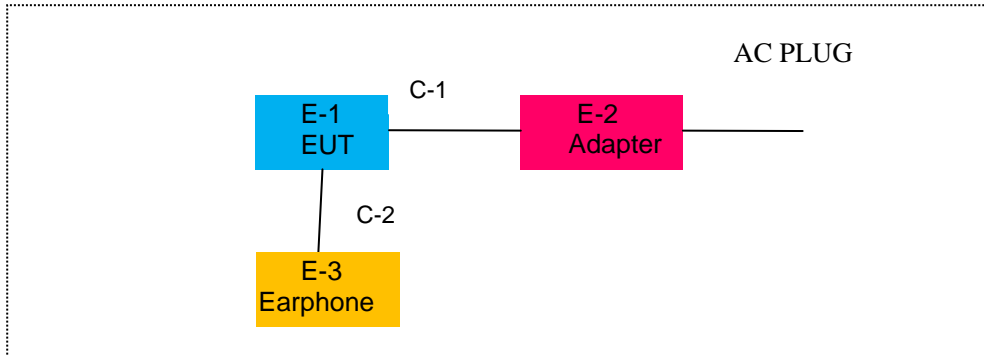 AC PLUG
C-1
E-1
EUT
E-2
Adapter
C-2
E-3
Earphone